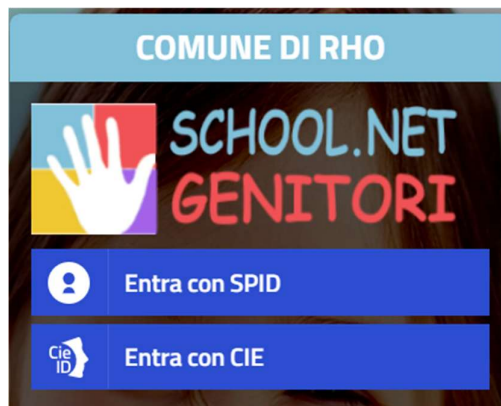 COMUNE DI RHO
SCHOOL.NET
GENITORI
Entra con SPID
Cie
ID
Entra con CIE